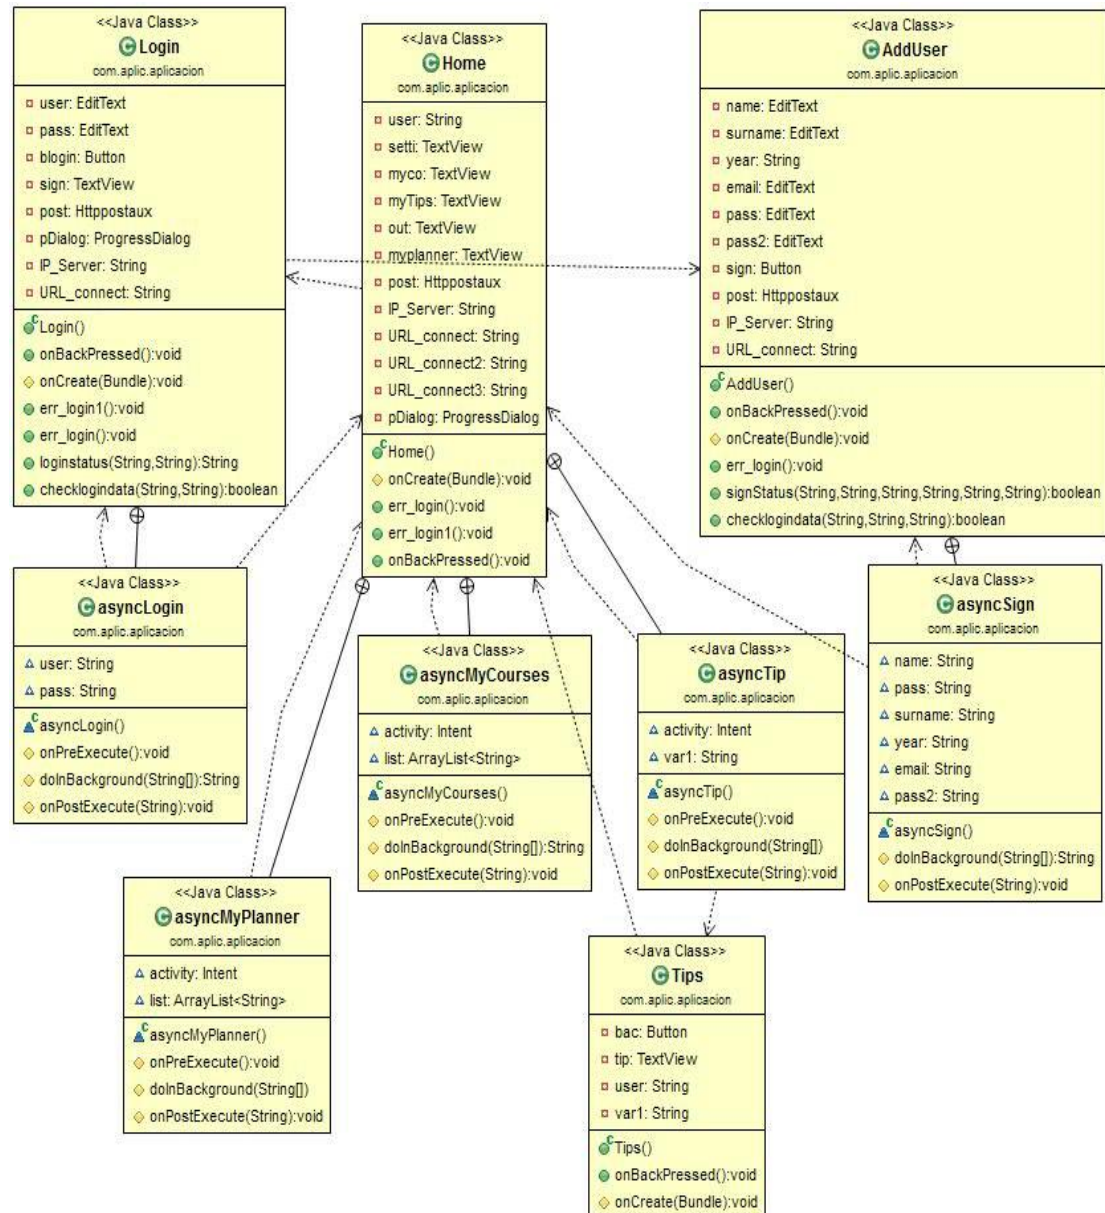 <<Java Class>>
Login
com.aplic.aplicacion
user: EditText
pass: EditText
blogin: Button
sign: TextView
post: Httppostaux
pDialog: ProgressDialog
IP_Server: String
URL_connect: String
Login()
onBackPressed():void
onCreate(Bundle):void
err_login1():void
err_login():void
loginstatus(String,String):String
checklogindata(String,String):boolean
<<Java Class>>
Home
com.aplic.aplicacion
user: String
setti: TextView
myco: TextView
myTips: TextView
out: TextView
myplanner: TextView
post: Httppostaux
IP_Server: String
URL_connect: String
URL_connect2: String
URL_connect3: String
pDialog: ProgressDialog
Home()
onCreate(Bundle):void
err_login():void
err_login1():void
onBackPressed():void
<<Java Class>>
AddUser
com.aplic.aplicacion
name: EditText
surname: EditText
year: String
email: EditText
pass: EditText
pass2: EditText
sign: Button
post: Httppostaux
IP_Server: String
URL_connect: String
AddUser()
onBackPressed():void
onCreate(Bundle):void
err_login():void
signStatus(String,String,String,String,String,String):boolean
checklogindata(String,String,String):boolean
<<Java Class>>
asyncLogin
com.aplic.aplicacion
user: String
pass: String
asyncLogin()
onPreExecute():void
doInBackground(String[]):String
onPostExecute(String):void
<<Java Class>>
asyncMyCourses
com.aplic.aplicacion
activity: Intent
list: ArrayList<String>
asyncMyCourses()
onPreExecute():void
doInBackground(String[]):String
onPostExecute(String):void
<<Java Class>>
asyncTip
com.aplic.aplicacion
activity: Intent
var1: String
asyncTip()
onPreExecute():void
doInBackground(String[])
onPostExecute(String):void
<<Java Class>>
asyncSign
com.aplic.aplicacion
name: String
pass: String
surname: String
year: String
email: String
pass2: String
asyncSign()
doInBackground(String[]):String
onPostExecute(String):void
<<Java Class>>
asyncMyPlanner
com.aplic.aplicacion
activity: Intent
list: ArrayList<String>
asyncMyPlanner()
onPreExecute():void
doInBackground(String[])
onPostExecute(String):void
<<Java Class>>
Tips
com.aplic.aplicacion
bac: Button
tip: TextView
user: String
var1: String
Tips()
onBackPressed():void
onCreate(Bundle):void